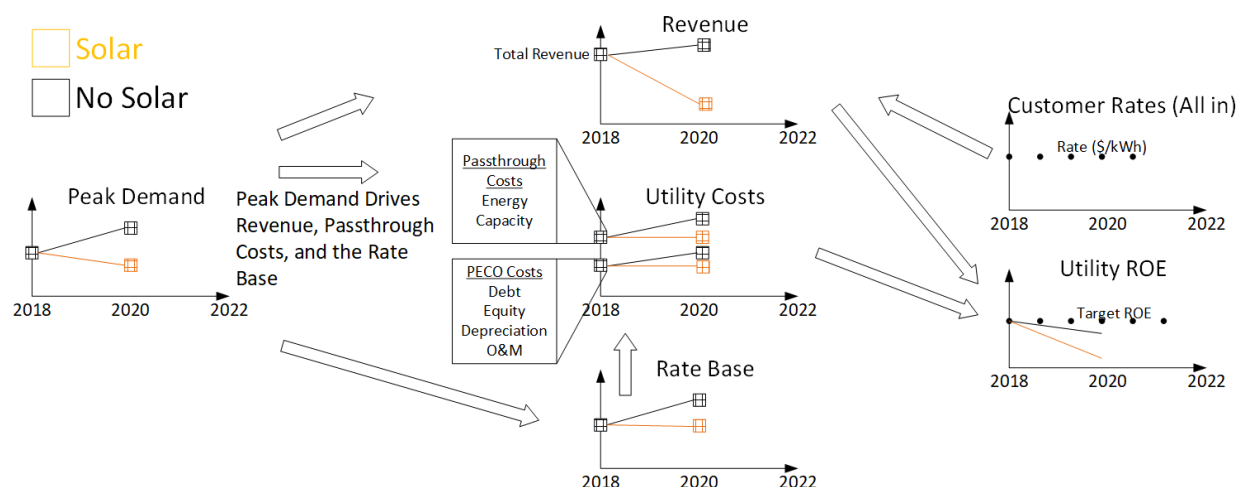 Solar
No Solar
Peak Demand
2018
2020
2022
Peak Demand Drives
Revenue, Passthrough
Costs, and the Rate
Base
Revenue
Total Revenue
2018
2020
2022
Passthrough
Costs
Energy
Capacity
Utility Costs
PECO Costs
Debt
Equity
Depreciation
O&M
2018
2020
2022
Rate Base
2018
2020
2022
Customer Rates (All in)
Rate ($/kWh)
2018
2020
2022
Utility ROE
Target ROE
2018
2020
2022